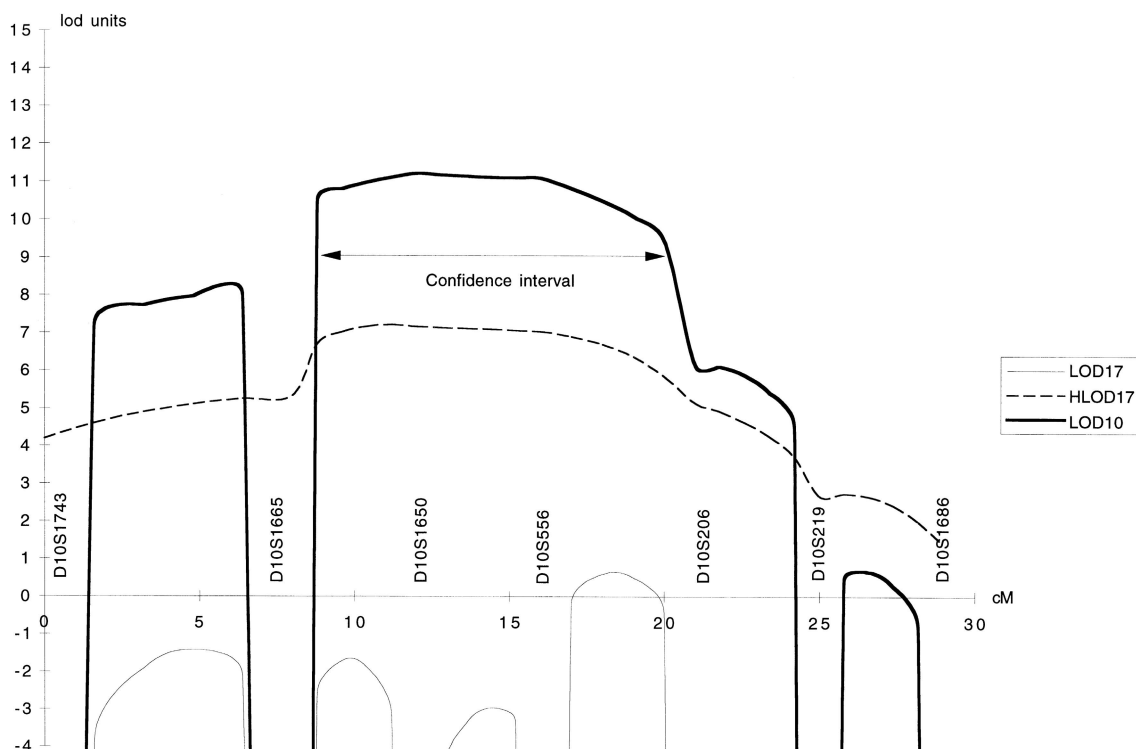 lod units
15
14
13
12
11
10
9
8
7
6
5
4
3
2
1
0
-1
-2
-3
-4
Confidence interval
D10S1743
D10S1665
D10S1650
D10S556
D10S206
D10S219
D10S1686
0 5 10 15 20 25 30
cM
LOD17
HLOD17
LOD10